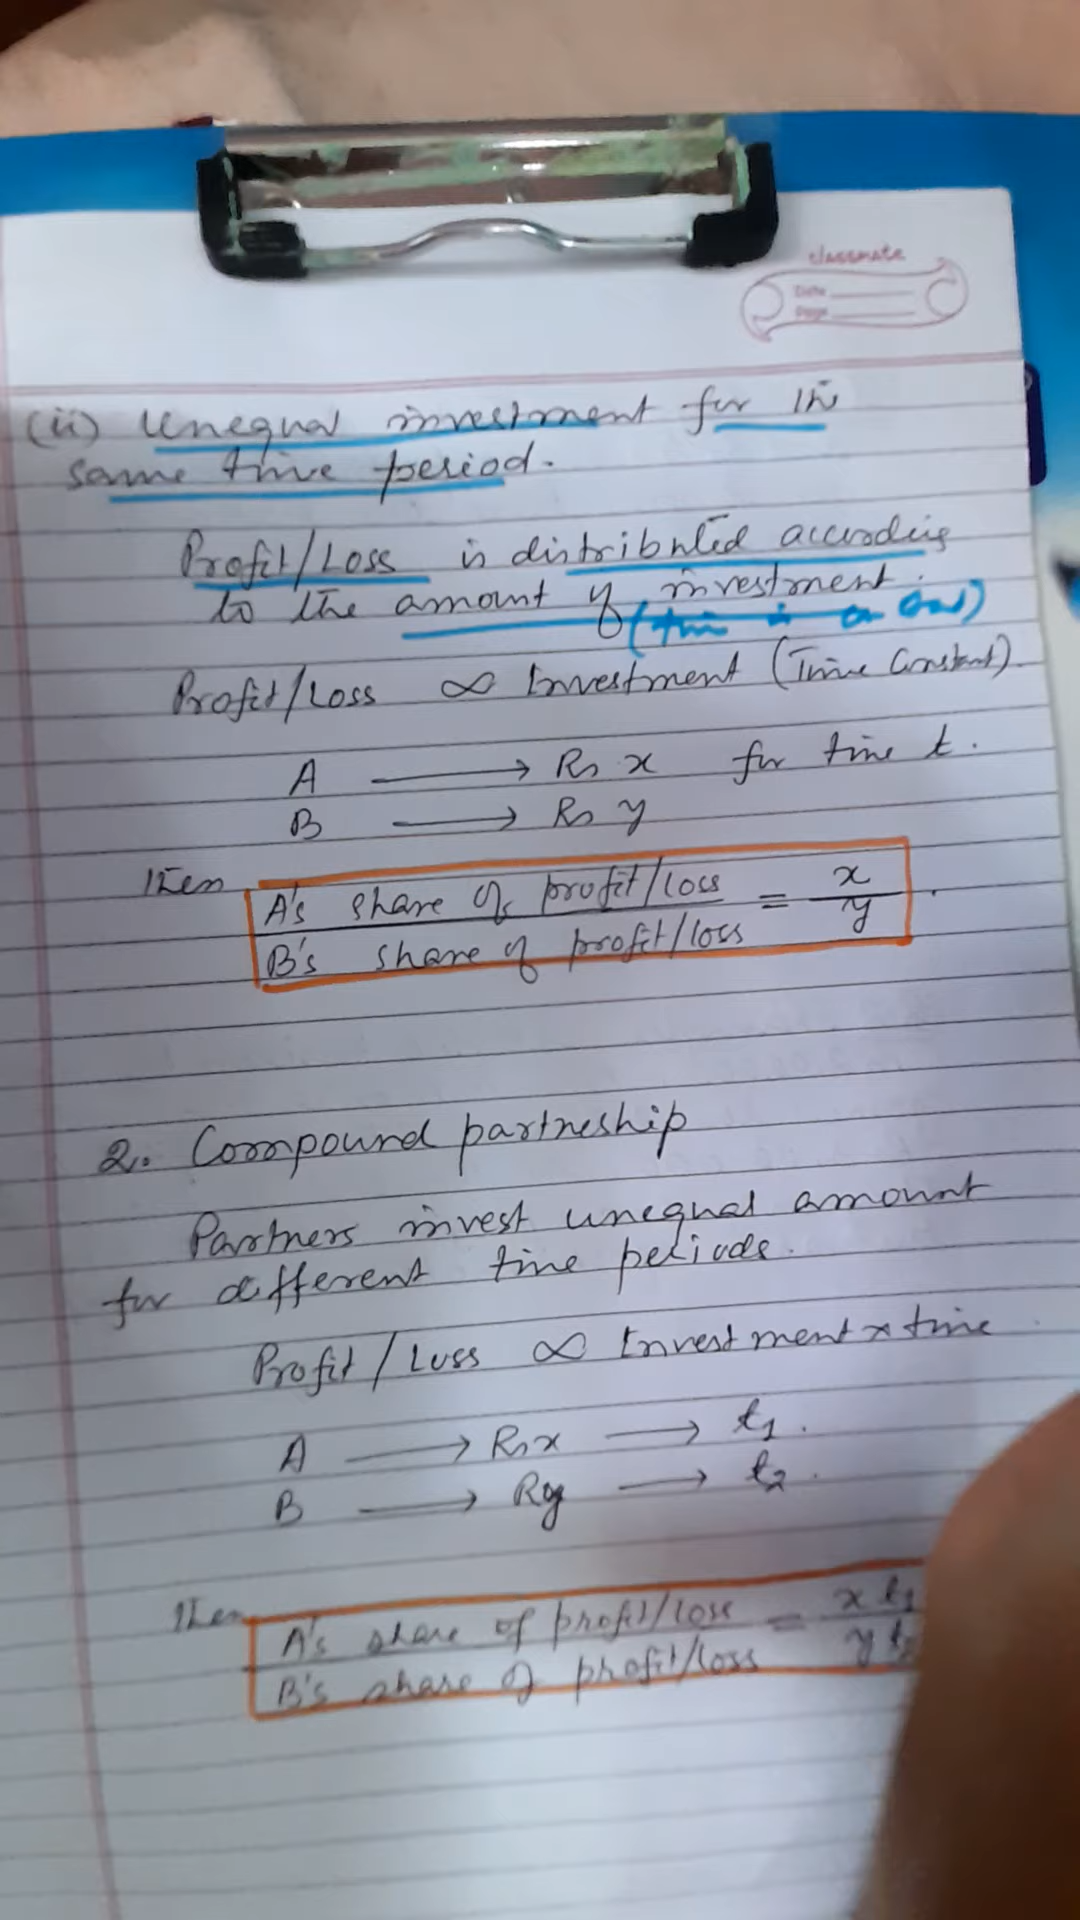 classmate
Date
Page
(ii) Unequal investment for the
same time period.
Profit/Loss is distributed according
to the amount of investment.
(time is
Profit/Loss ∝ Investment (Time Constant).
A ⟶ Rs x for time t.
B ⟶ Rs y
Then
A's share of profit/loss = x
B's share of profit/loss y
2. Compound partneship
Partners invest unequal amount
for different time periods.
Profit/Loss ∝ Investment × time
A ⟶ Rs x ⟶ t1.
B ⟶ Rs y ⟶ t2.
Then
A's share of profit/loss = x t1
B's share of profit/loss y t2